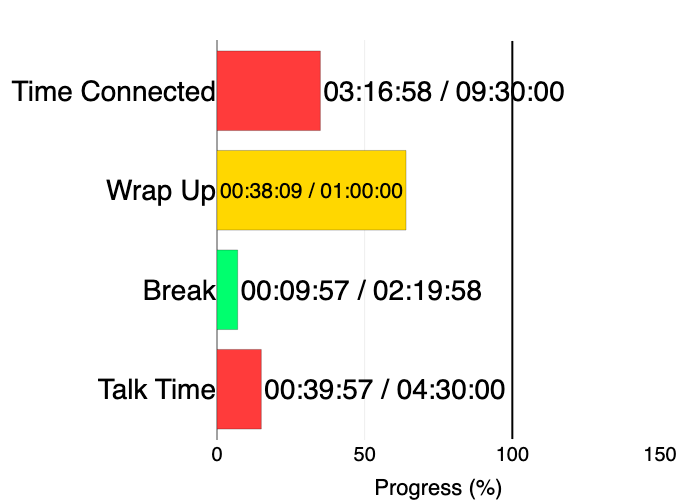 Time Connected 03:16:58 / 09:30:00
Wrap Up 00:38:09 / 01:00:00
Break 00:09:57 / 02:19:58
Talk Time 00:39:57 / 04:30:00
0 50 100 150
Progress (%)